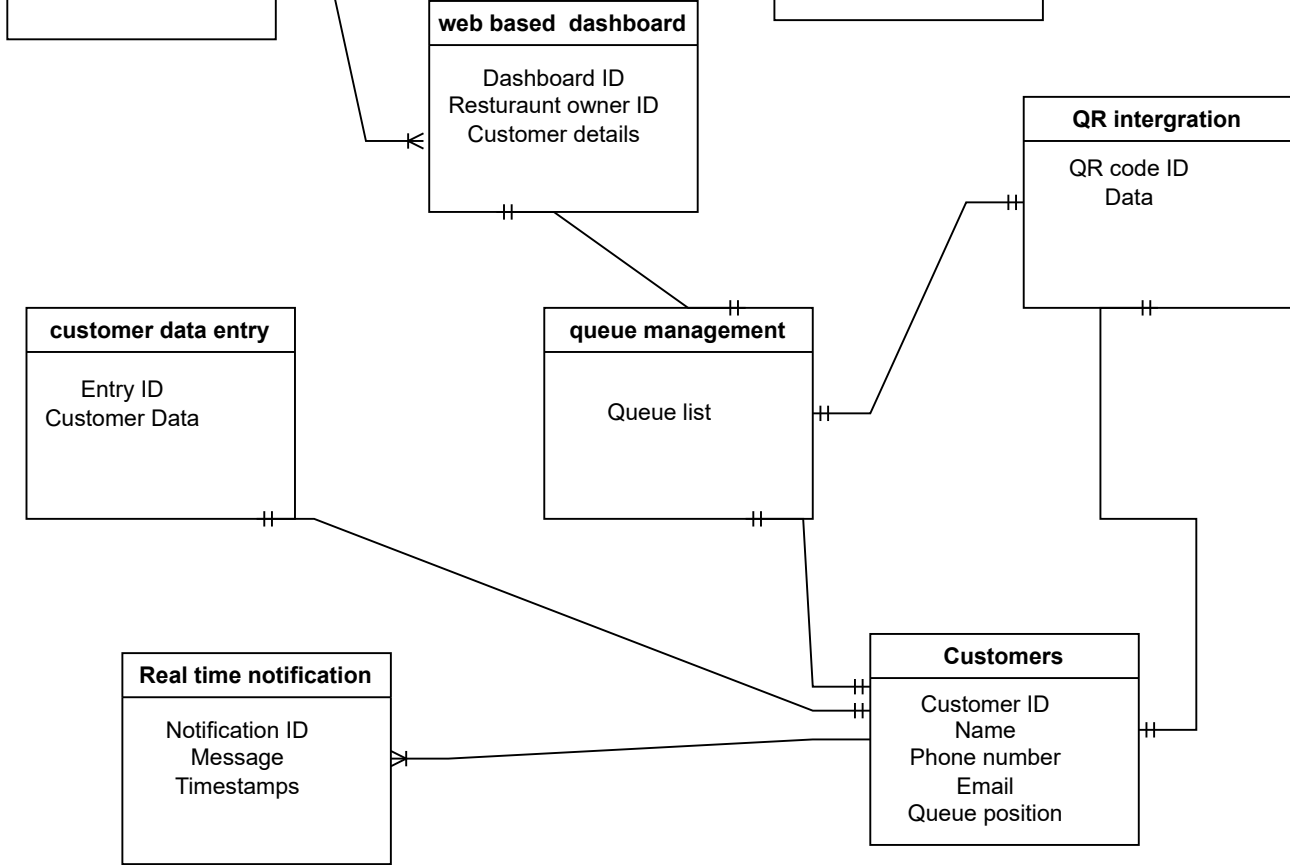 web based  dashboard
Dashboard ID
Resturaunt owner ID
Customer details
QR intergration
QR code ID
Data
customer data entry
Entry ID
Customer Data
queue management
Queue list
Real time notification
Notification ID
Message
Timestamps
Customers
Customer ID
Name
Phone number
Email
Queue position